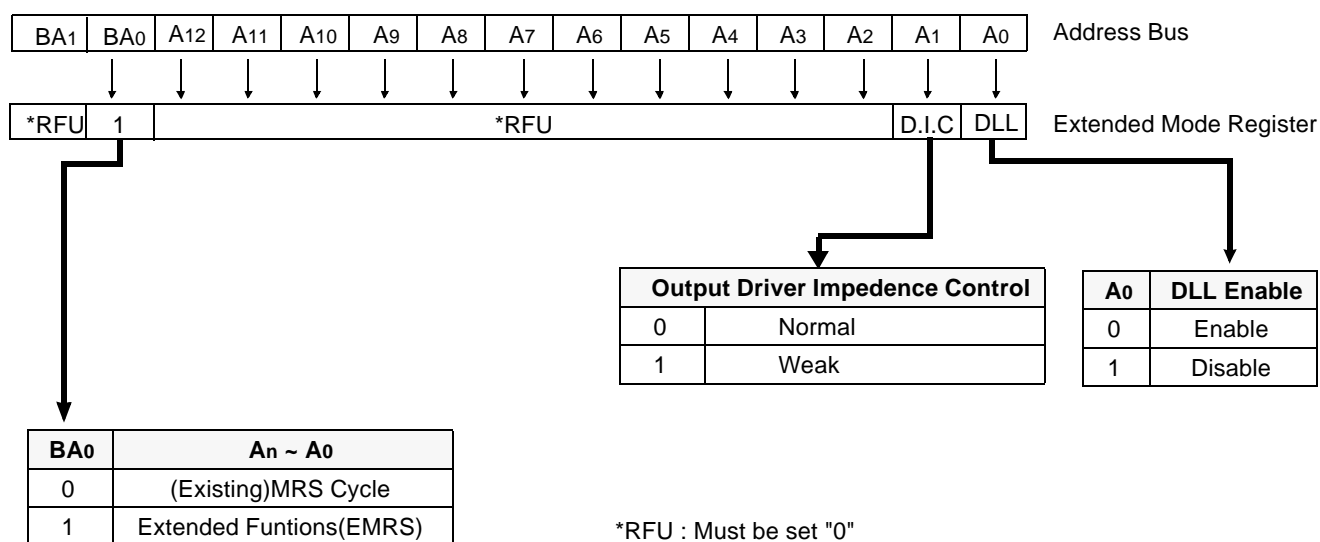 BA1 BA0 A12 A11 A10 A9 A8 A7 A6 A5 A4 A3 A2 A1 A0 Address Bus
*RFU 1 *RFU D.I.C DLL Extended Mode Register
Output Driver Impedence Control
0 Normal
1 Weak
A0 DLL Enable
0 Enable
1 Disable
BA0 An ~ A0
0 (Existing)MRS Cycle
1 Extended Funtions(EMRS)
*RFU : Must be set "0"